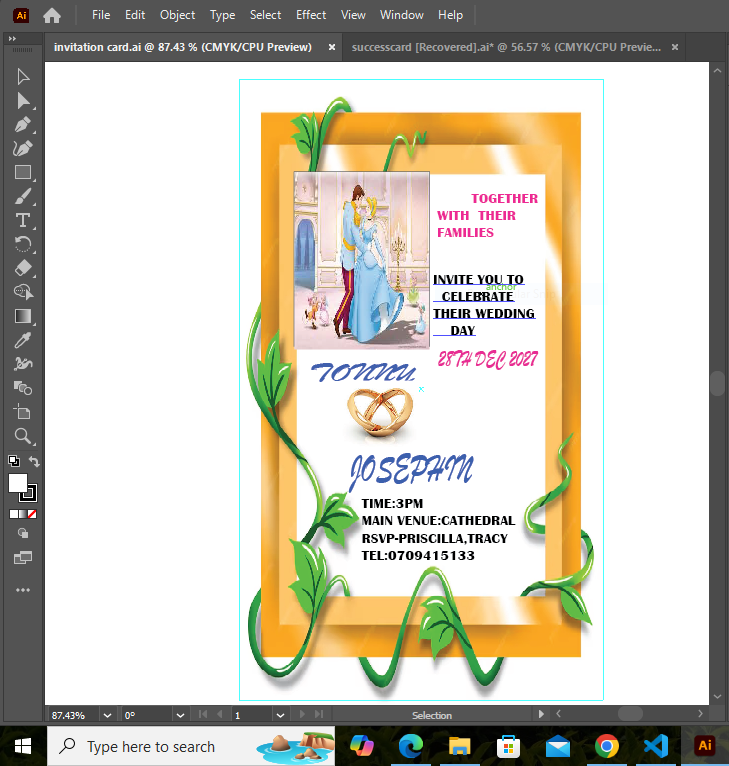 Ai File Edit Object Type Select Effect View Window Help
invitation card.ai @ 87.43 % (CMYK/CPU Preview) × successcard [Recovered].ai* @ 56.57 % (CMYK/CPU Previe... ×
TOGETHER
WITH THEIR
FAMILIES
INVITE YOU TO
anchor
CELEBRATE
THEIR WEDDING
DAY
28TH DEC 2027
TONNU
JOSEPHIN
TIME:3PM
MAIN VENUE:CATHEDRAL
RSVP-PRISCILLA,TRACY
TEL:0709415133
87.43% 0° 1 Selection
Type here to search Ai